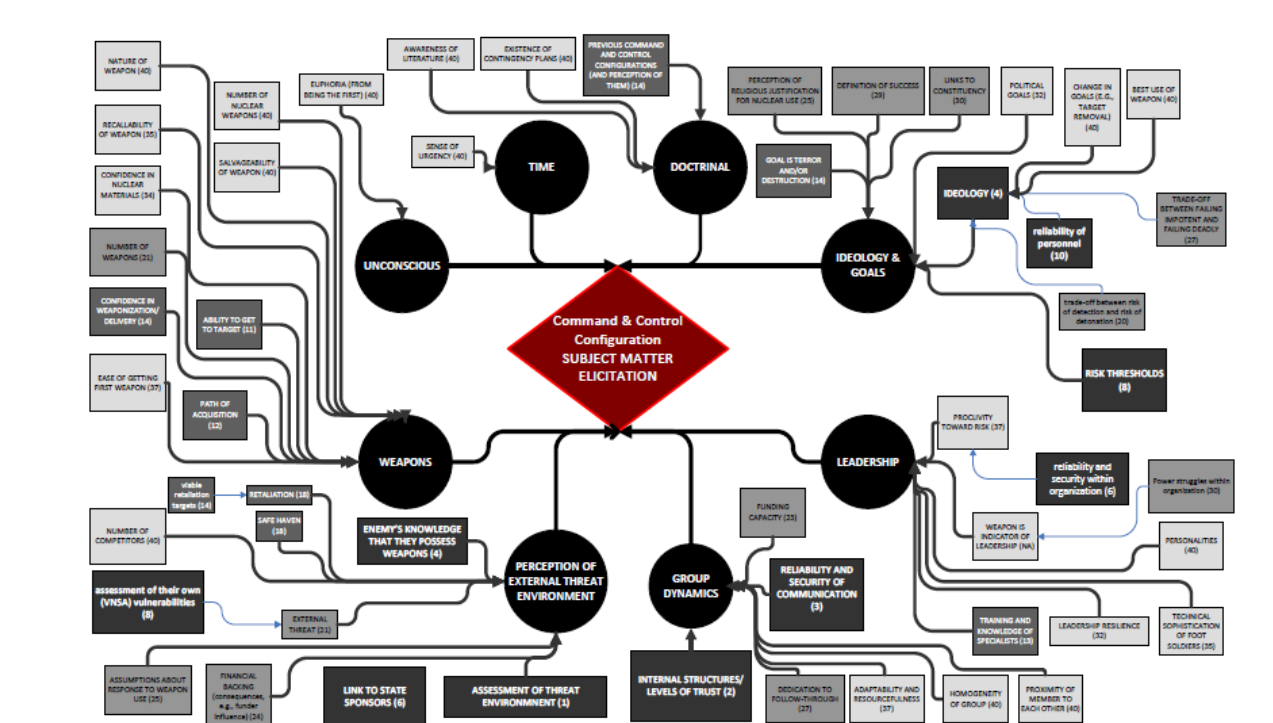 NATURE OF
WEAPON (40)
NUMBER OF
NUCLEAR
WEAPONS (40)
EUPHORIA (FROM
BEING THE FIRST) (40)
AWARENESS OF
LITERATURE (40)
EXISTENCE OF
CONTINGENCY PLANS (40)
PREVIOUS COMMAND
AND CONTROL
CONFIGURATIONS
(AND PERCEPTION OF
THEM) (14)
PERCEPTION OF
RELIGIOUS JUSTIFICATION
FOR NUCLEAR USE (25)
DEFINITION OF SUCCESS
(29)
LINKS TO
CONSTITUENCY
(30)
POLITICAL
GOALS (32)
CHANGE IN
GOALS (E.G.,
TARGET
REMOVAL)
(40)
BEST USE OF
WEAPON (40)
RECALLABILITY
OF WEAPON (35)
SALVAGEABILITY
OF WEAPON (40)
SENSE OF
URGENCY (40)
TIME
DOCTRINAL
GOAL IS TERROR
AND/OR
DESTRUCTION (14)
IDEOLOGY (4)
CONFIDENCE IN
NUCLEAR
MATERIALS (34)
TRADE-OFF
BETWEEN FAILING
IMPOTENT AND
FAILING DEADLY
(27)
reliability of
personnel
(10)
NUMBER OF
WEAPONS (21)
UNCONSCIOUS
IDEOLOGY &
GOALS
trade-off between risk
of detection and risk of
detonation (20)
CONFIDENCE IN
WEAPONIZATION/
DELIVERY (14)
ABILITY TO GET
TO TARGET (11)
Command & Control
Configuration
SUBJECT MATTER
ELICITATION
EASE OF GETTING
FIRST WEAPON (37)
RISK THRESHOLDS
(8)
PATH OF
ACQUISITION
(12)
PROCLIVITY
TOWARD RISK (37)
WEAPONS
LEADERSHIP
reliability and
security within
organization (6)
Power struggles within
organization (30)
viable
retaliation
targets (14)
RETALIATION (18)
SAFE HAVEN
(18)
NUMBER OF
COMPETITORS (40)
ENEMY'S KNOWLEDGE
THAT THEY POSSESS
WEAPONS (4)
FUNDING
CAPACITY (23)
WEAPON IS
INDICATOR OF
LEADERSHIP (NA)
PERSONALITIES
(40)
PERCEPTION OF
EXTERNAL THREAT
ENVIRONMENT
GROUP
DYNAMICS
RELIABILITY AND
SECURITY OF
COMMUNICATION
(3)
assessment of their own
(VNSA) vulnerabilities
(8)
EXTERNAL
THREAT (21)
TRAINING AND
KNOWLEDGE OF
SPECIALISTS (13)
LEADERSHIP RESILIENCE
(32)
TECHNICAL
SOPHISTICATION
OF FOOT
SOLDIERS (35)
ASSUMPTIONS ABOUT
RESPONSE TO WEAPON
USE (25)
FINANCIAL
BACKING
(consequences,
e.g., funder
influence) (24)
LINK TO STATE
SPONSORS (6)
ASSESSMENT OF THREAT
ENVIRONMNENT (1)
INTERNAL STRUCTURES/
LEVELS OF TRUST (2)
DEDICATION TO
FOLLOW-THROUGH
(27)
ADAPTABILITY AND
RESOURCEFULNESS
(37)
HOMOGENEITY
OF GROUP (40)
PROXIMITY OF
MEMBER TO
EACH OTHER (40)